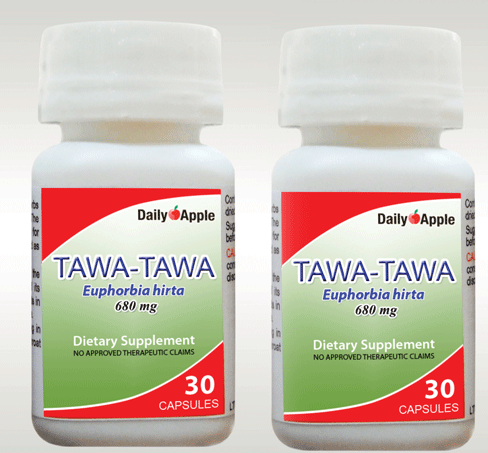 Daily Apple
TAWA-TAWA
Euphorbia hirta
680 mg
Dietary Supplement
NO APPROVED THERAPEUTIC CLAIMS
30
CAPSULES
Daily Apple
TAWA-TAWA
Euphorbia hirta
680 mg
Dietary Supplement
NO APPROVED THERAPEUTIC CLAIMS
30
CAPSULES